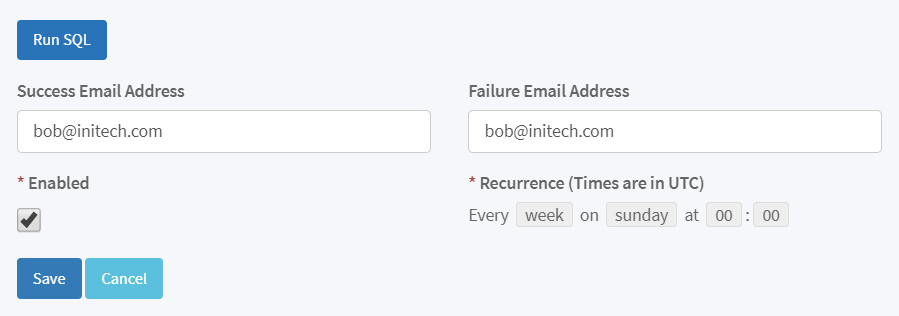 Run SQL
Success Email Address
Failure Email Address
bob@initech.com
bob@initech.com
* Enabled
* Recurrence (Times are in UTC)
Every week on sunday at 00 : 00
Save
Cancel